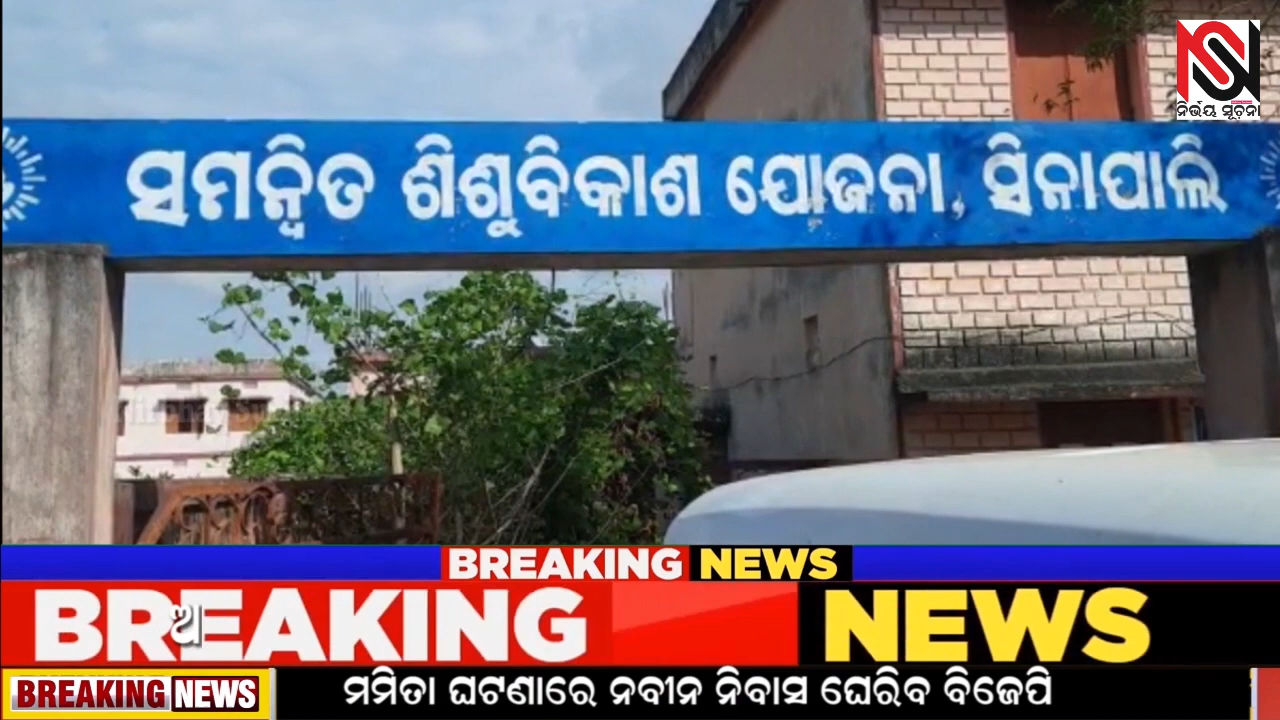 ନିର୍ଭୟ ସୂଚନା
ସମନ୍ୱିତ ଶିଶୁବିକାଶ ଯୋଜନା, ସିନାପାଲି
BREAKING NEWS
BREAKING NEWS
ଅ
BREAKING NEWS
ମମିତା ଘଟଣାରେ ନବୀନ ନିବାସ ଘେରିବ ବିଜେପି